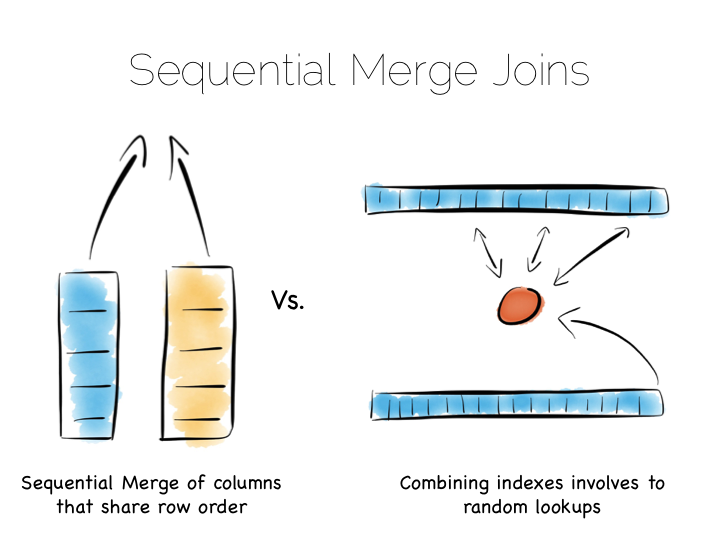 Sequential Merge Joins
Vs.
Sequential Merge of columns
that share row order
Combining indexes involves to
random lookups